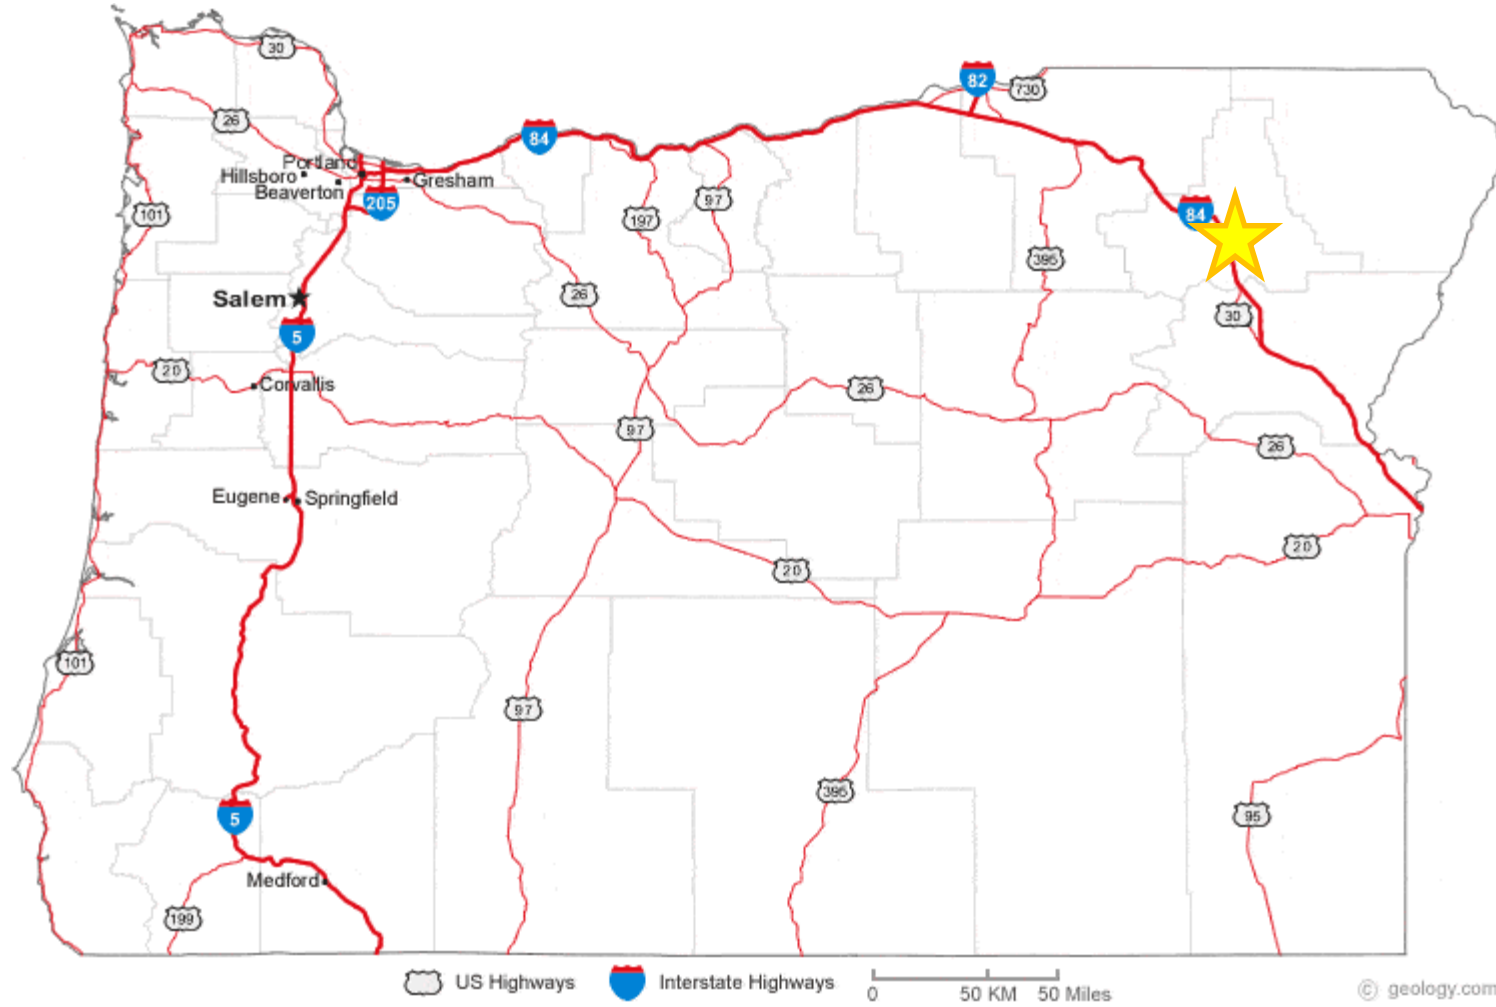 30
82
730
26
84
Portland
Hillsboro
Beaverton
Gresham
205
101
197
97
84
395
26
Salem
30
5
20
Corvallis
26
97
26
Eugene
Springfield
20
20
101
97
395
95
5
Medford
199
US Highways
Interstate Highways
0
50 KM
50 Miles
© geology.com